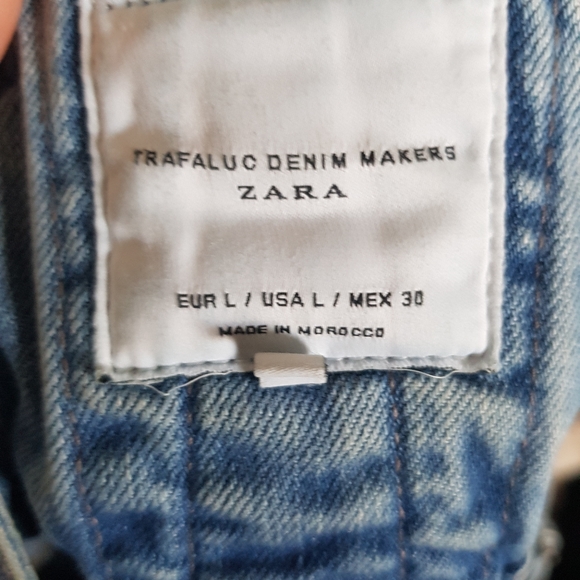 TRAFALUC DENIM MAKERS
ZARA
EUR L / USA L / MEX 30
MADE IN MOROCCO